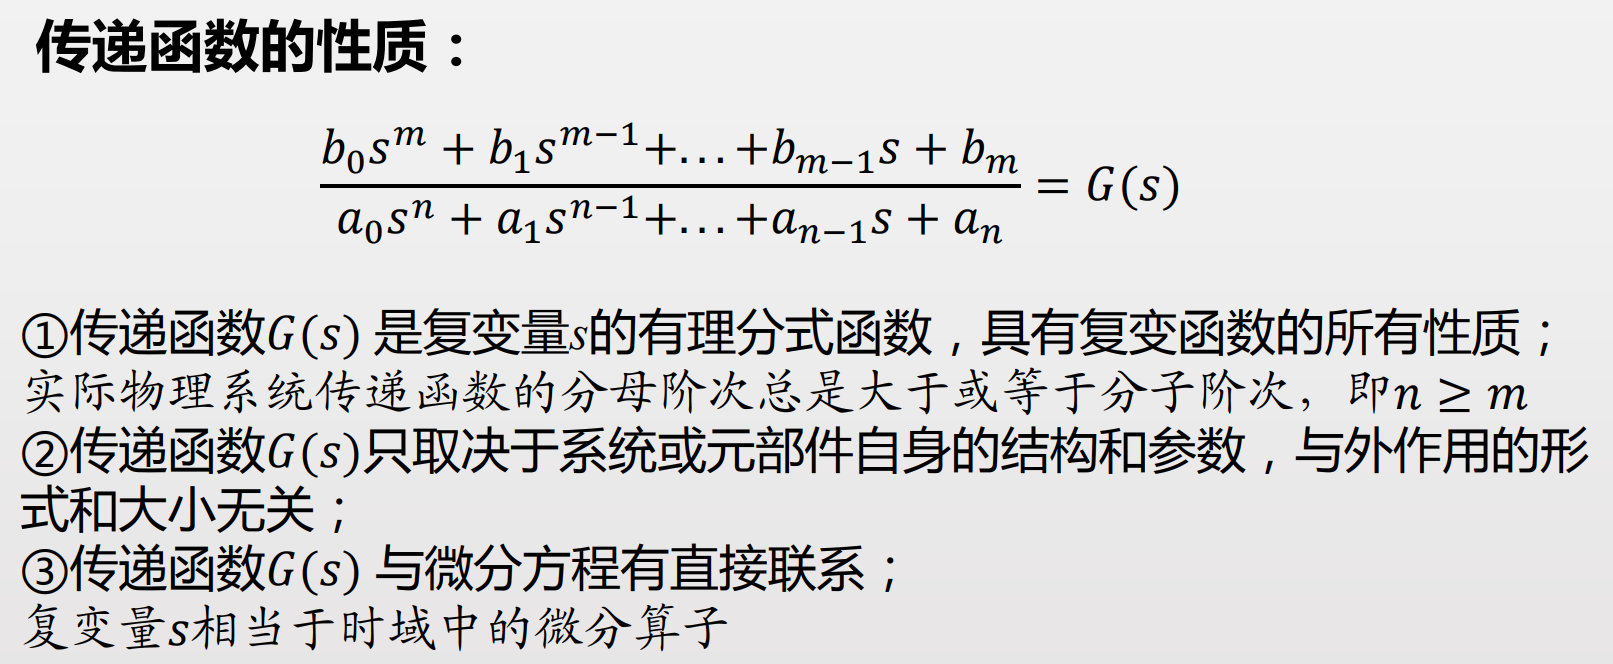 传递函数的性质：
\frac{b_0s^m + b_1s^{m-1}+...+b_{m-1}s + b_m}{a_0s^n + a_1s^{n-1}+...+a_{n-1}s + a_n} = G(s)
①传递函数G(s) 是复变量s的有理分式函数，具有复变函数的所有性质；
实际物理系统传递函数的分母阶次总是大于或等于分子阶次，即n ≥ m
②传递函数G(s)只取决于系统或元部件自身的结构和参数，与外作用的形
式和大小无关；
③传递函数G(s) 与微分方程有直接联系；
复变量s相当于时域中的微分算子